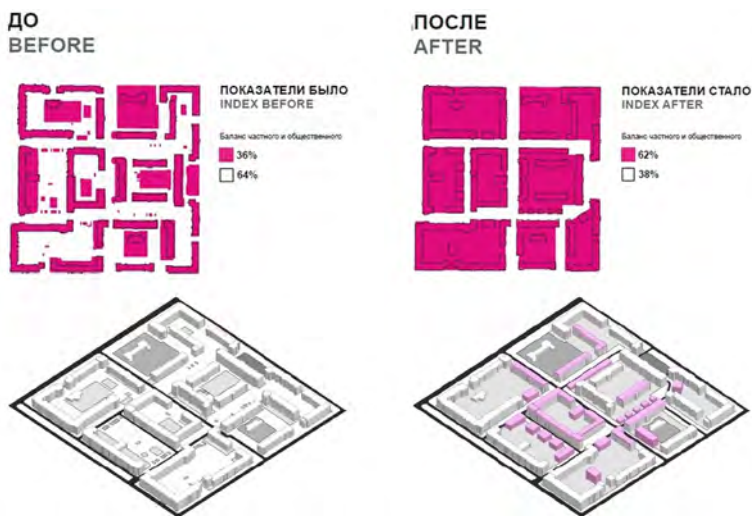 ДО
BEFORE
ПОКАЗАТЕЛИ БЫЛО
INDEX BEFORE
Баланс частного и общественного
36%
64%
ПОСЛЕ
AFTER
ПОКАЗАТЕЛИ СТАЛО
INDEX AFTER
Баланс частного и общественного
62%
38%